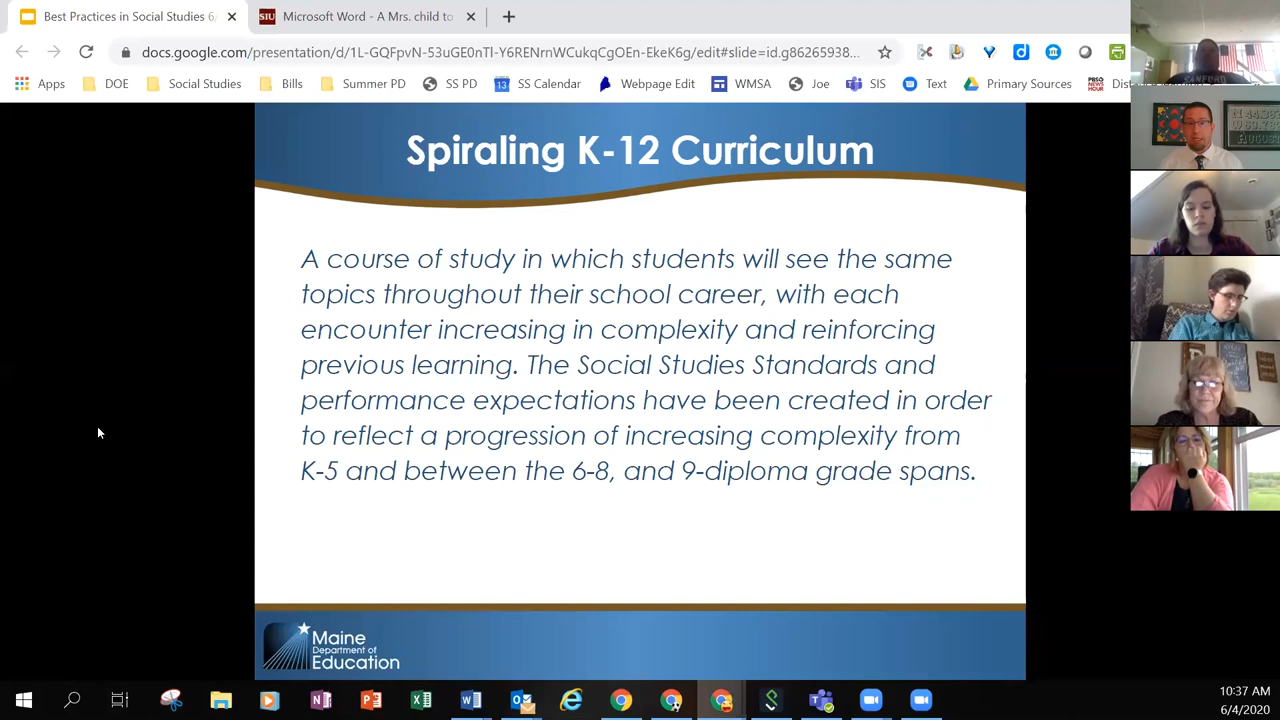 Best Practices in Social Studies 6
Microsoft Word - A Mrs. child to
SIU
docs.google.com/presentation/d/1L-GQFpvN-53uGE0nTl-Y6RENrnWCukqCgOEn-EkeK6g/edit#slide=id.g86265938...
Apps DOE Social Studies Bills Summer PD SS PD SS Calendar Webpage Edit WMSA Joe SIS Text Primary Sources
13
Spiraling K-12 Curriculum
A course of study in which students will see the same
topics throughout their school career, with each
encounter increasing in complexity and reinforcing
previous learning. The Social Studies Standards and
performance expectations have been created in order
to reflect a progression of increasing complexity from
K-5 and between the 6-8, and 9-diploma grade spans.
Maine
Department of
Education
10:37 AM
6/4/2020